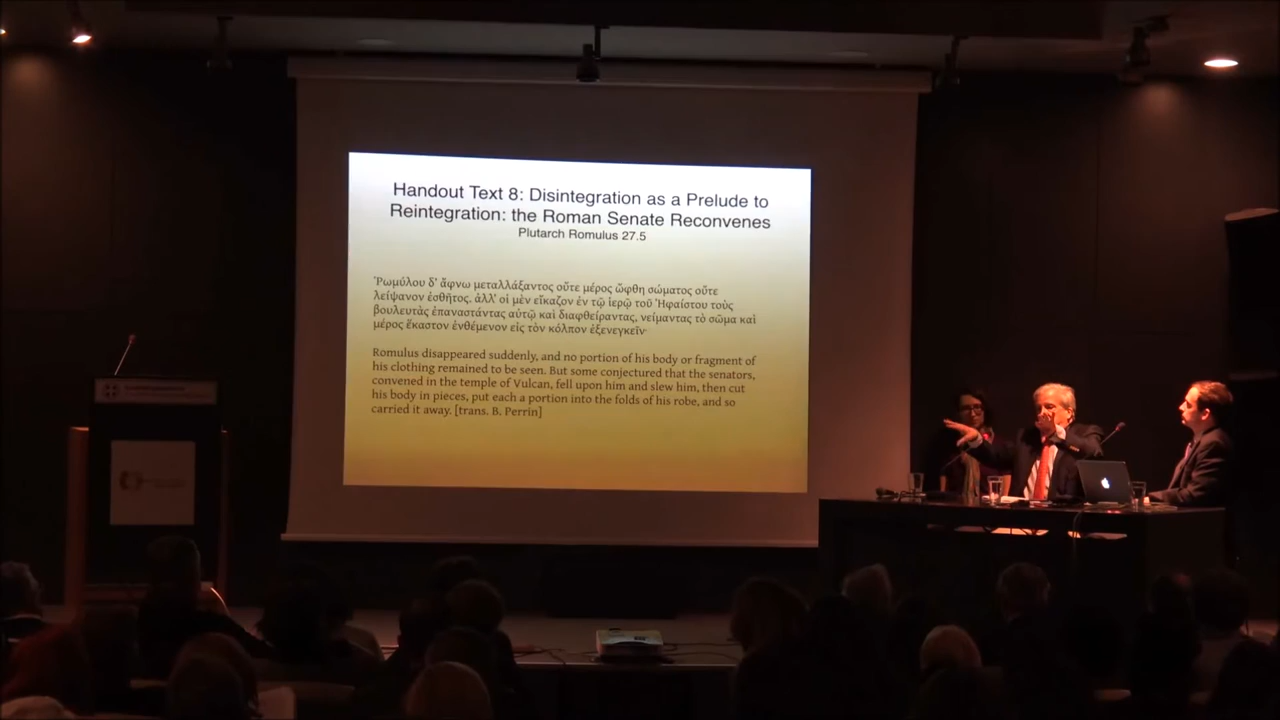 Handout Text 8: Disintegration as a Prelude to
Reintegration: the Roman Senate Reconvenes
Plutarch Romulus 27.5
Ῥωμύλου δ' ἄφνω μεταλλάξαντος οὔτε μέρος ὤφθη σώματος οὔτε
λείψανον ἐσθῆτος. ἀλλ' οἱ μὲν εἴκαζον ἐν τῷ ἱερῷ τοῦ Ἡφαίστου τοὺς
βουλευτὰς ἐπαναστάντας αὐτῷ καὶ διαφθείραντας, νείμαντας τὸ σῶμα καὶ
μέρος ἕκαστον ἐνθέμενον εἰς τὸν κόλπον ἐξενεγκεῖν·
Romulus disappeared suddenly, and no portion of his body or fragment of
his clothing remained to be seen. But some conjectured that the senators,
convened in the temple of Vulcan, fell upon him and slew him, then cut
his body in pieces, put each a portion into the folds of his robe, and so
carried it away. [trans. B. Perrin]